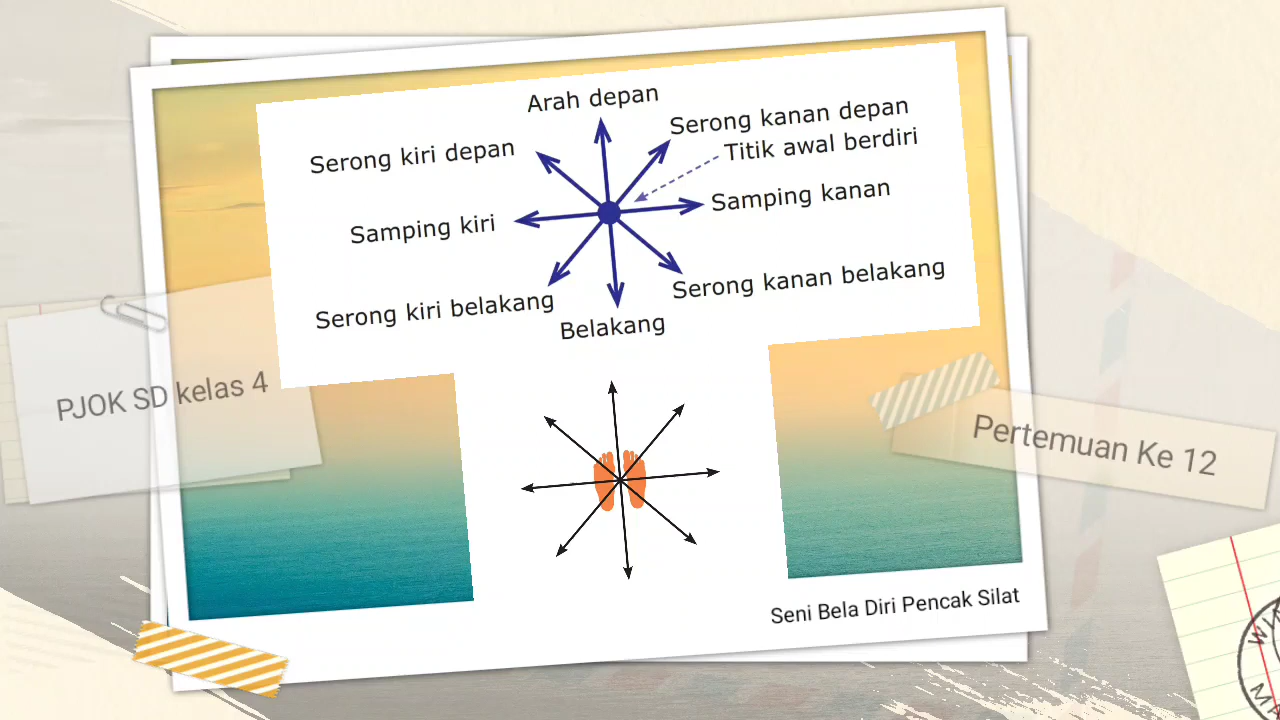 Arah depan
Serong kanan depan
Titik awal berdiri
Serong kiri depan
Samping kanan
Samping kiri
Serong kanan belakang
Serong kiri belakang
Belakang
PJOK SD kelas 4
Pertemuan Ke 12
Seni Bela Diri Pencak Silat